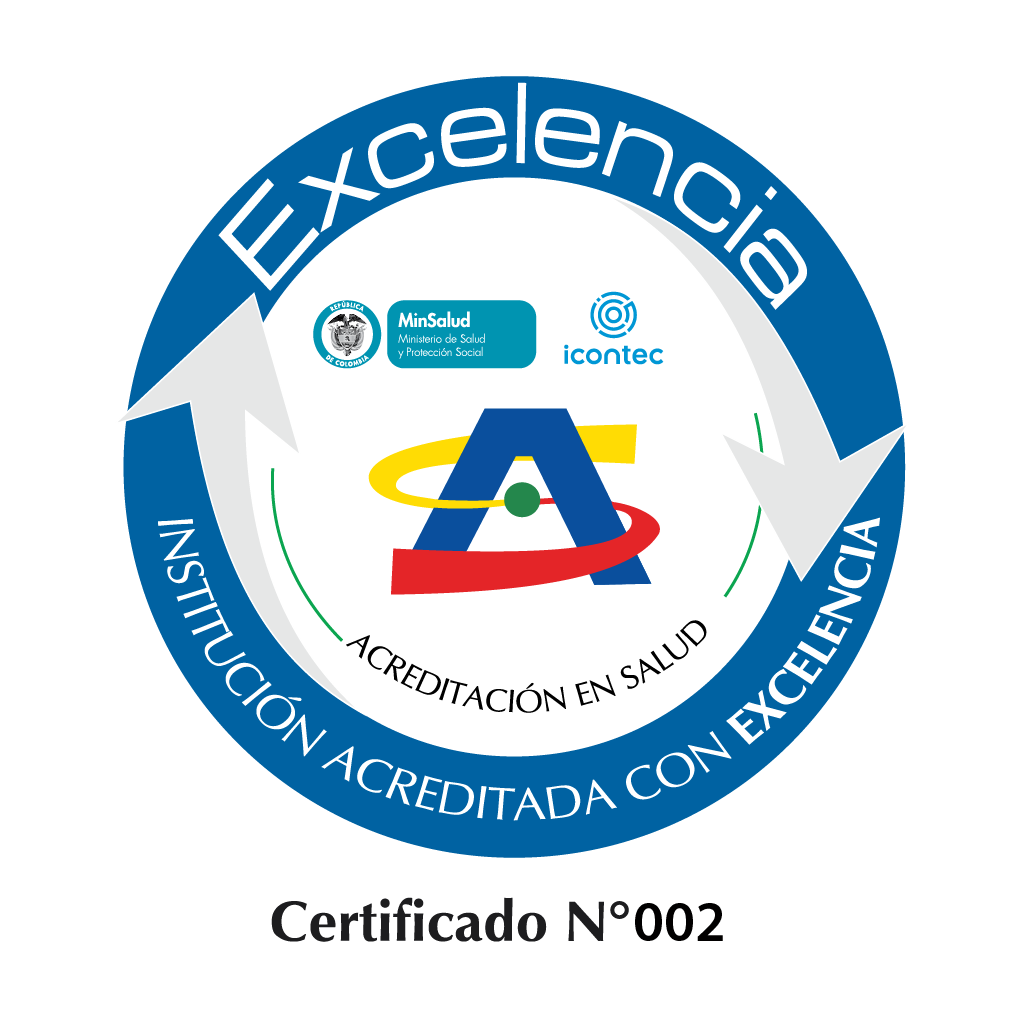 Excelencia
REPÚBLICA
DE COLOMBIA
MinSalud
Ministerio de Salud
y Protección Social
icontec
ACREDITACIÓN EN SALUD
INSTITUCIÓN ACREDITADA CON EXCELENCIA
Certificado N°002